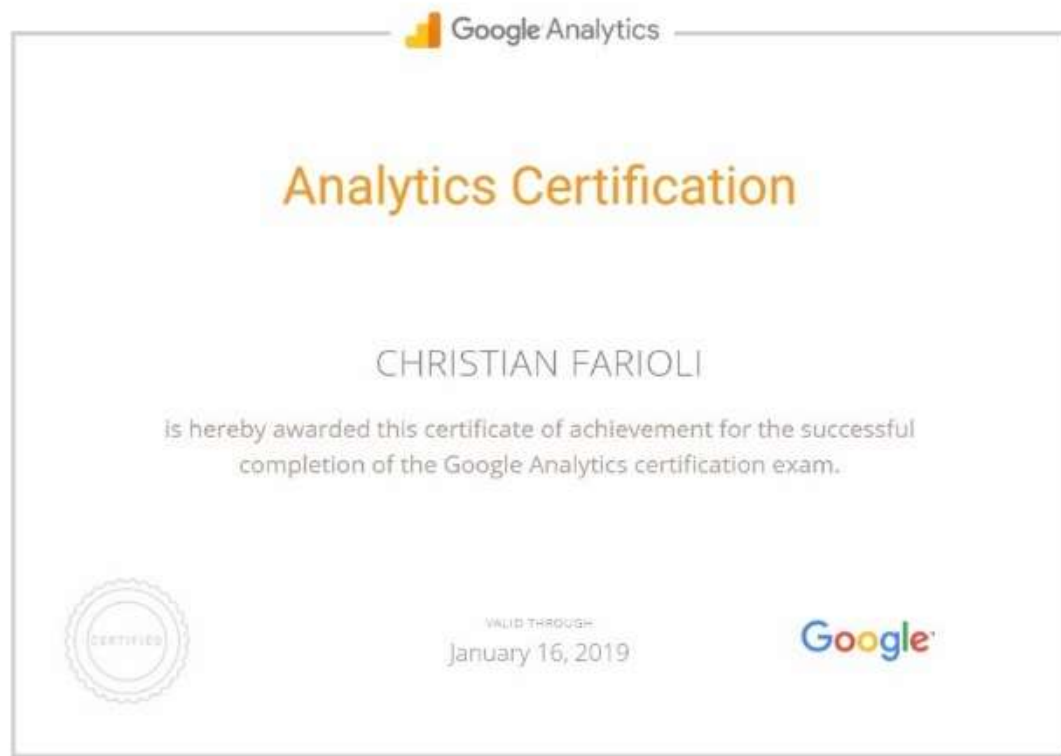 Google Analytics
Analytics Certification
CHRISTIAN FARIOLI
is hereby awarded this certificate of achievement for the successful
completion of the Google Analytics certification exam.
CERTIFIED
VALID THROUGH
January 16, 2019
Google